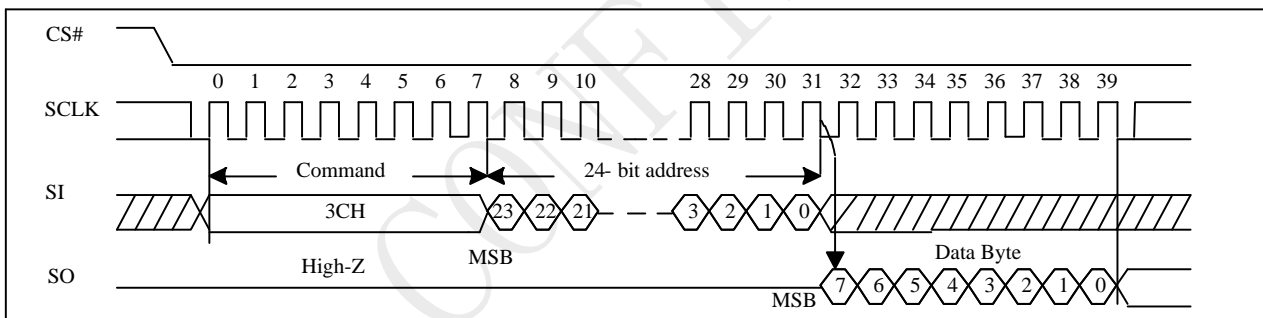 CS#
0 1 2 3 4 5 6 7 8 9 10 28 29 30 31 32 33 34 35 36 37 38 39
SCLK
Command 24- bit address
SI
3CH 23 22 21 3 2 1 0
High-Z MSB Data Byte
SO
MSB 7 6 5 4 3 2 1 0